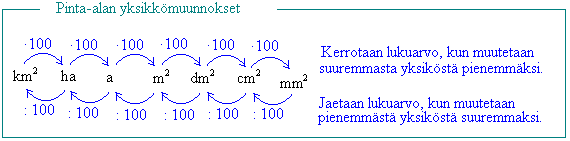 Pinta-alan yksikkömuunnokset
·100 ·100 ·100 ·100 ·100 ·100
km² ha a m² dm² cm² mm²
: 100 : 100 : 100 : 100 : 100 : 100
Kerrotaan lukuarvo, kun muutetaan
suuremmasta yksiköstä pienemmäksi.
Jaetaan lukuarvo, kun muutetaan
pienemmästä yksiköstä suuremmaksi.